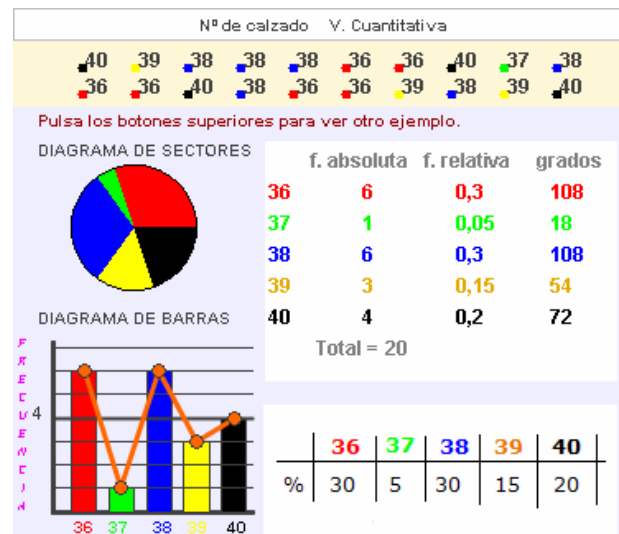 Nº de calzado V. Cuantitativa
40 39 38 38 38 36 36 40 37 38
36 36 40 38 36 36 39 38 39 40
Pulsa los botones superiores para ver otro ejemplo.
DIAGRAMA DE SECTORES
f. absoluta f. relativa grados
36 6 0,3 108
37 1 0,05 18
38 6 0,3 108
39 3 0,15 54
40 4 0,2 72
Total = 20
DIAGRAMA DE BARRAS
FRECUENCIA
4
36 37 38 39 40
36 37 38 39 40
% 30 5 30 15 20